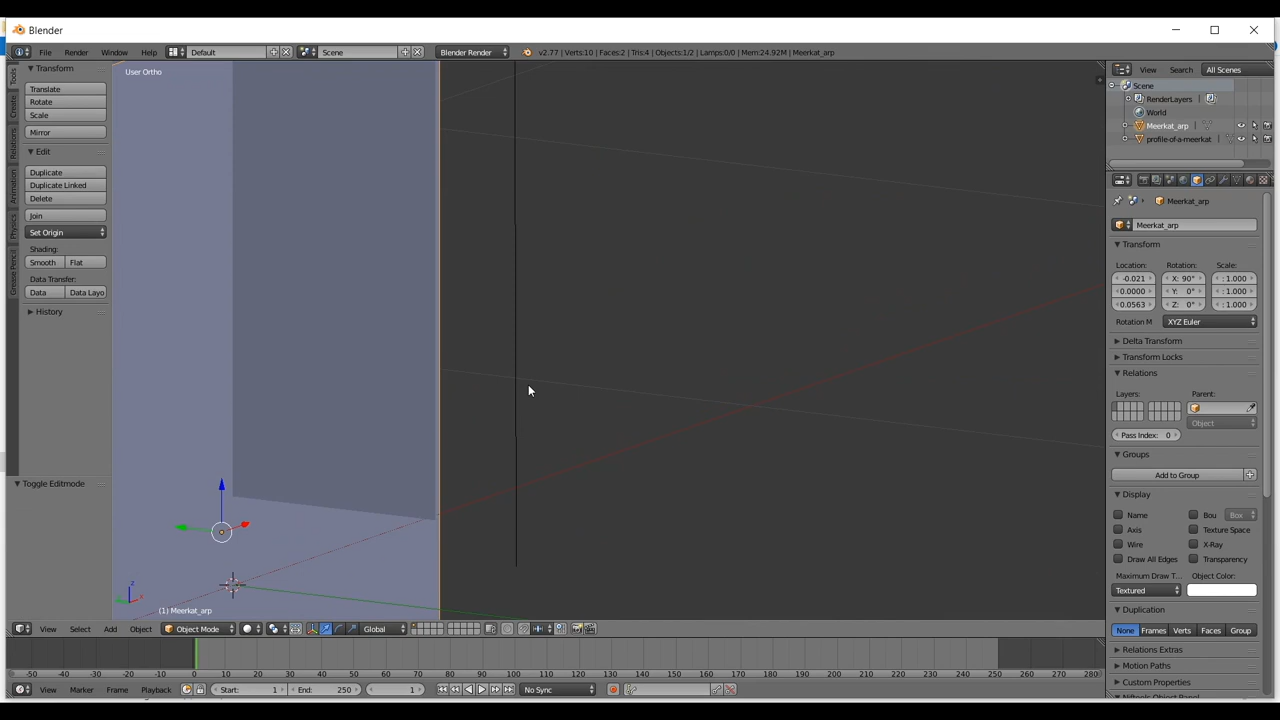 Blender
File Render Window Help Default Scene Blender Render v2.77 | Verts:10 | Faces:2 | Tris:4 | Objects:1/2 | Lamps:0/0 | Mem:24.92M | Meerkat_arp
Tools
Create
Relations
Animation
Physics
Grease Pencil
Transform
Translate
Rotate
Scale
Mirror
Edit
Duplicate
Duplicate Linked
Delete
Join
Set Origin
Shading:
Smooth Flat
Data Transfer:
Data Data Layo
History
Toggle Editmode
User Ortho
(1) Meerkat_arp
View Select Add Object Object Mode Global
-50 -40 -30 -20 -10 0 10 20 30 40 50 60 70 80 90 100 110 120 130 140 150 160 170 180 190 200 210 220 230 240 250 260 270 280
View Marker Frame Playback Start: 1 End: 250 1 No Sync
View Search All Scenes
Scene
RenderLayers
World
Meerkat_arp
profile-of-a-meerkat
Meerkat_arp
Meerkat_arp
Transform
Location: Rotation: Scale:
-0.021 X: 90° : 1.000
0.0000 Y: 0° : 1.000
0.0563 Z: 0° : 1.000
Rotation M XYZ Euler
Delta Transform
Transform Locks
Relations
Layers: Parent:
Object
Pass Index: 0
Groups
Add to Group
Display
Name Bou Box
Axis Texture Space
Wire X-Ray
Draw All Edges Transparency
Maximum Draw T... Object Color:
Textured
Duplication
None Frames Verts Faces Group
Relations Extras
Motion Paths
Custom Properties